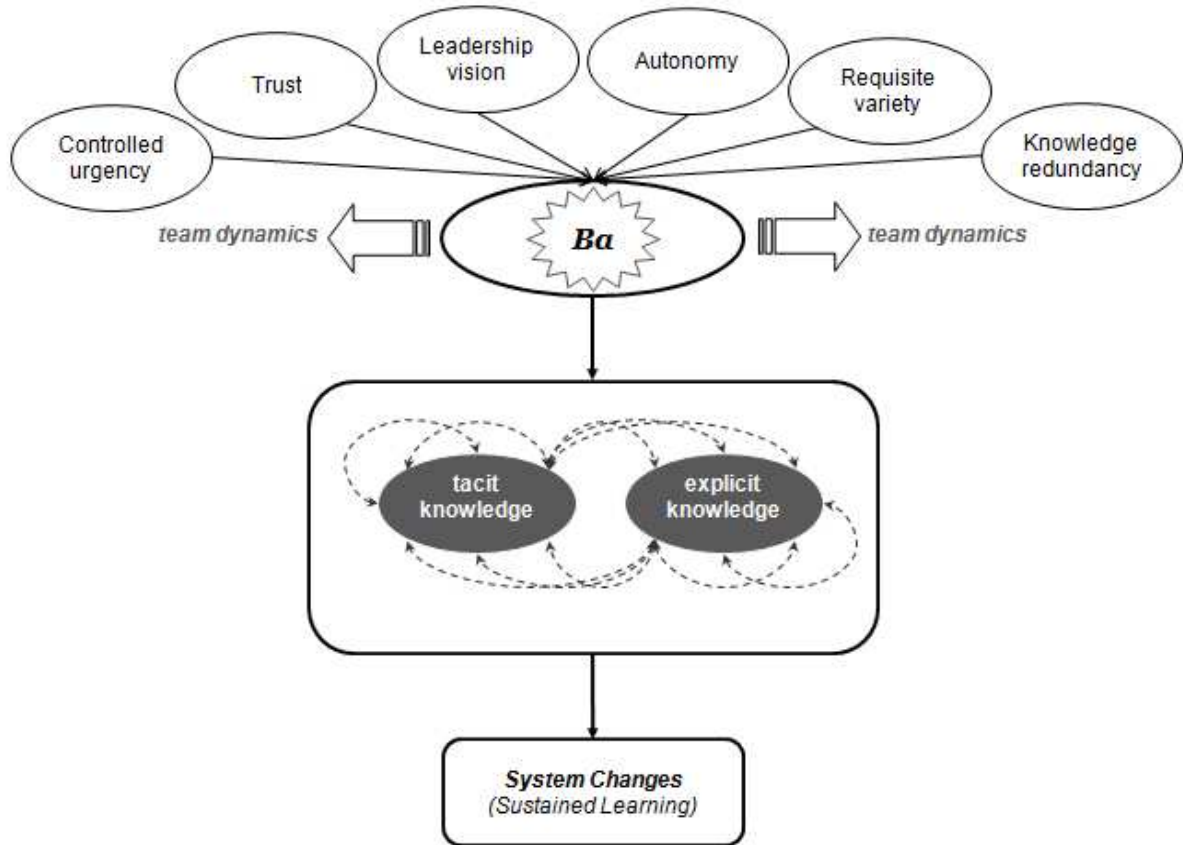 Leadership
vision
Autonomy
Trust
Requisite
variety
Controlled
urgency
Knowledge
redundancy
team dynamics
Ba
team dynamics
tacit
knowledge
explicit
knowledge
System Changes
(Sustained Learning)